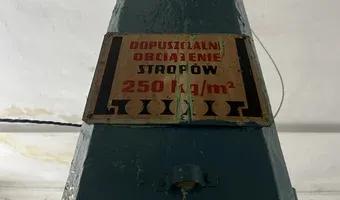 DOPUSZCZALNE
OBCIĄŻENIE
STROPÓW
250 kg/m²